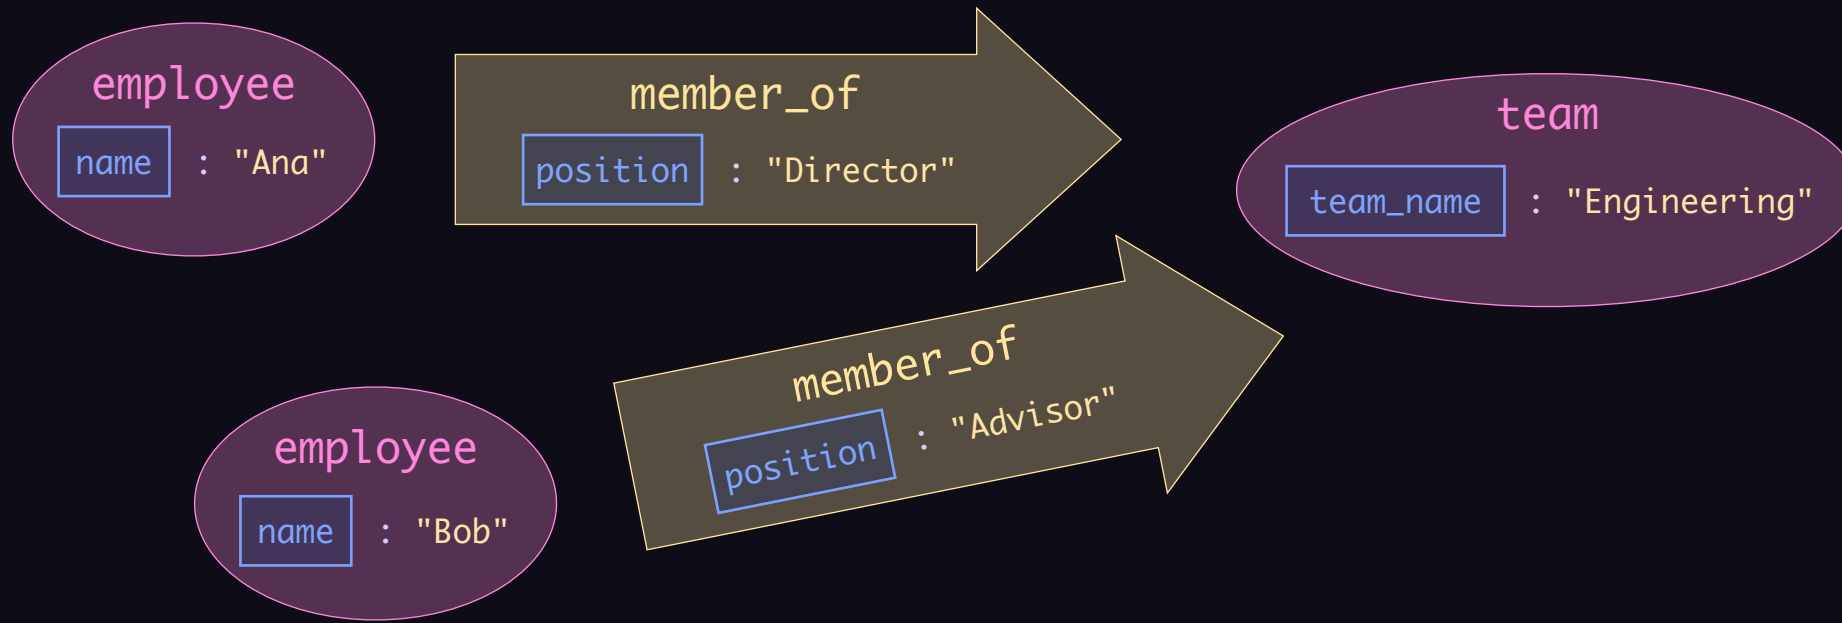 employee
name : "Ana"
member_of
position : "Director"
team
team_name : "Engineering"
member_of
position : "Advisor"
employee
name : "Bob"